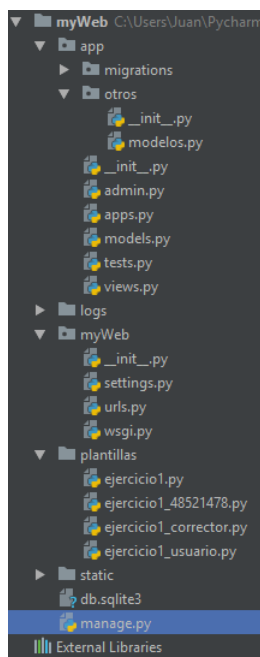 myWeb C:\Users\Juan\Pycharm
app
migrations
otros
__init__.py
modelos.py
__init__.py
admin.py
apps.py
models.py
tests.py
views.py
logs
myWeb
__init__.py
settings.py
urls.py
wsgi.py
plantillas
ejercicio1.py
ejercicio1_48521478.py
ejercicio1_corrector.py
ejercicio1_usuario.py
static
db.sqlite3
manage.py
External Libraries